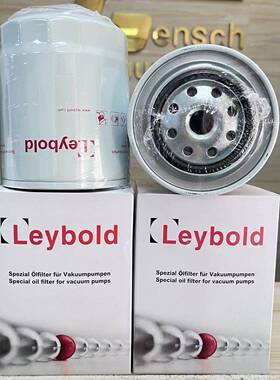 ensch
Leybold
Leybold
Spezial Ölfilter für Vakuumpumpen
Special oil filter for vacuum pumps
Leybold
Spezial Ölfilter für Vakuumpumpen
Special oil filter for vacuum pumps